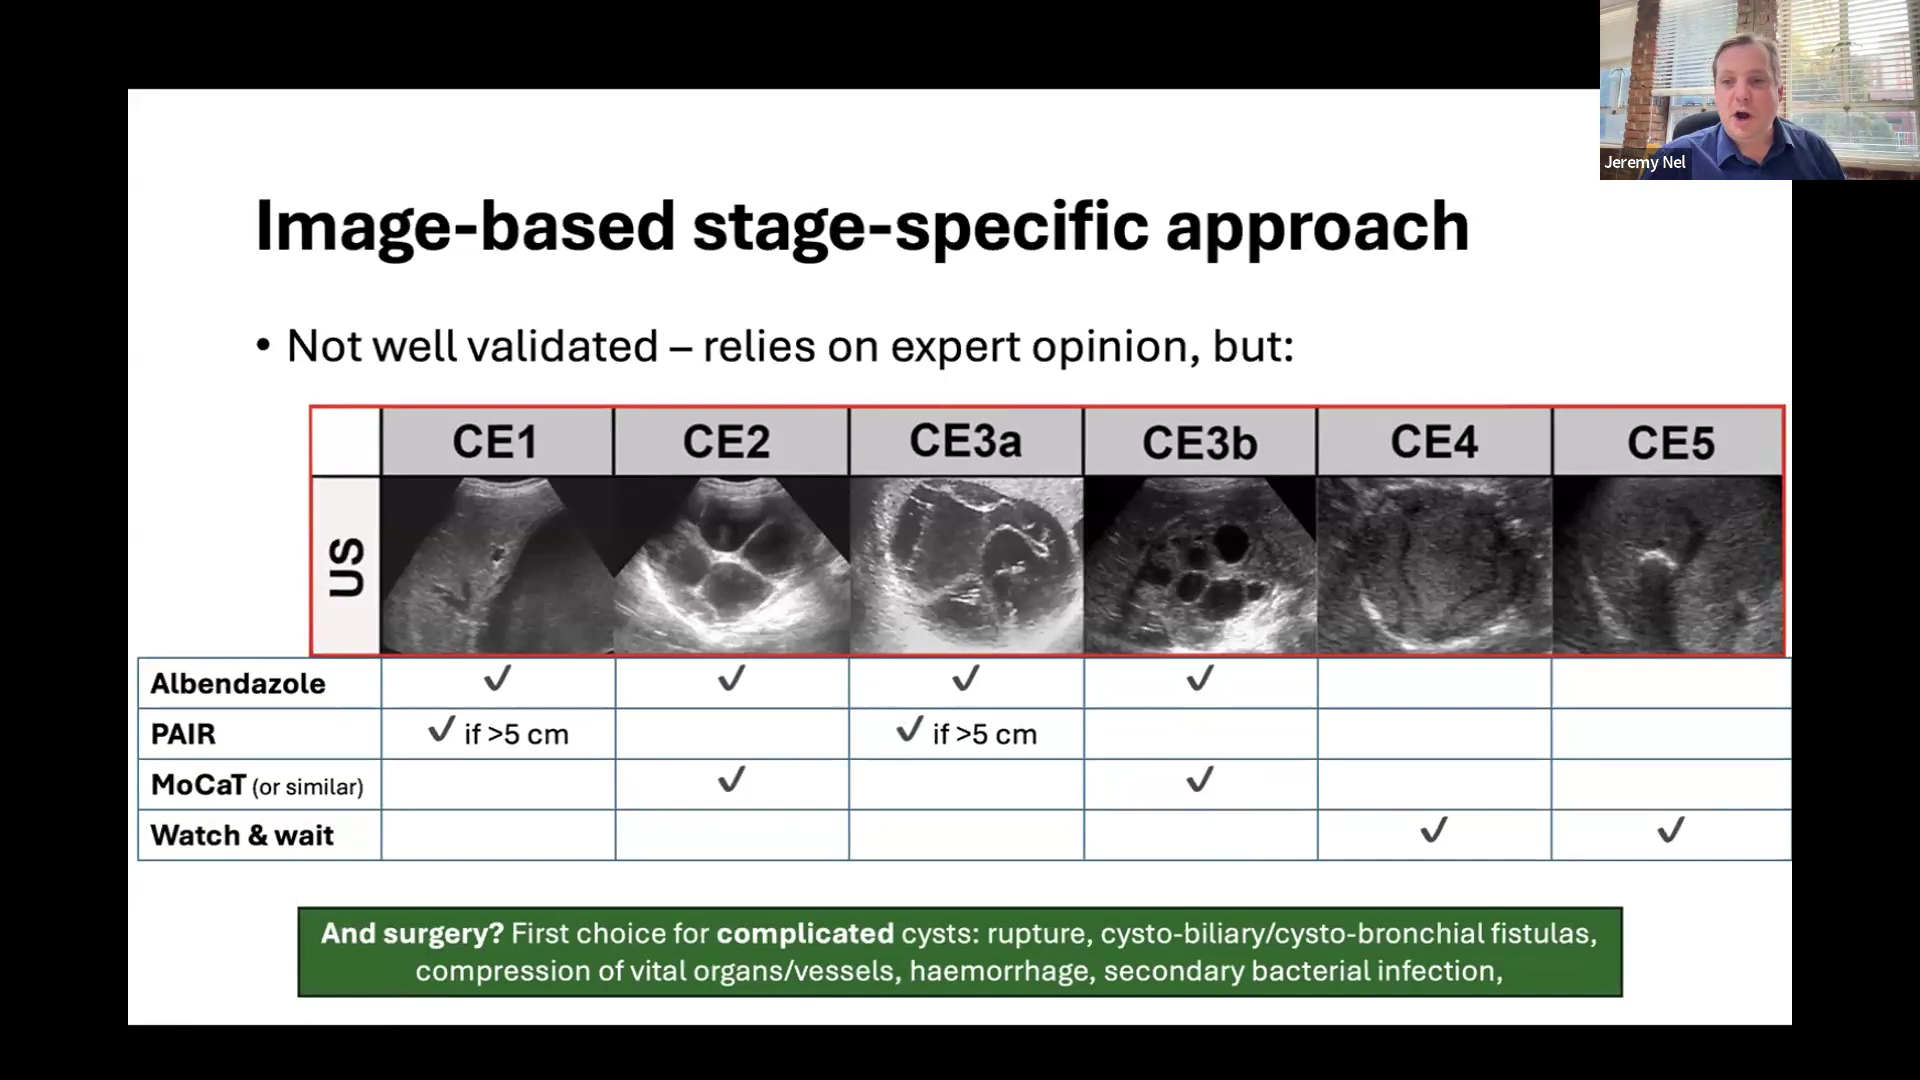 Jeremy Nel
Image-based stage-specific approach
• Not well validated – relies on expert opinion, but:
CE1 CE2 CE3a CE3b CE4 CE5
US
Albendazole ✓ ✓ ✓ ✓
PAIR ✓ if >5 cm ✓ if >5 cm
MoCaT (or similar) ✓ ✓
Watch & wait ✓ ✓
And surgery? First choice for complicated cysts: rupture, cysto-biliary/cysto-bronchial fistulas,
compression of vital organs/vessels, haemorrhage, secondary bacterial infection,